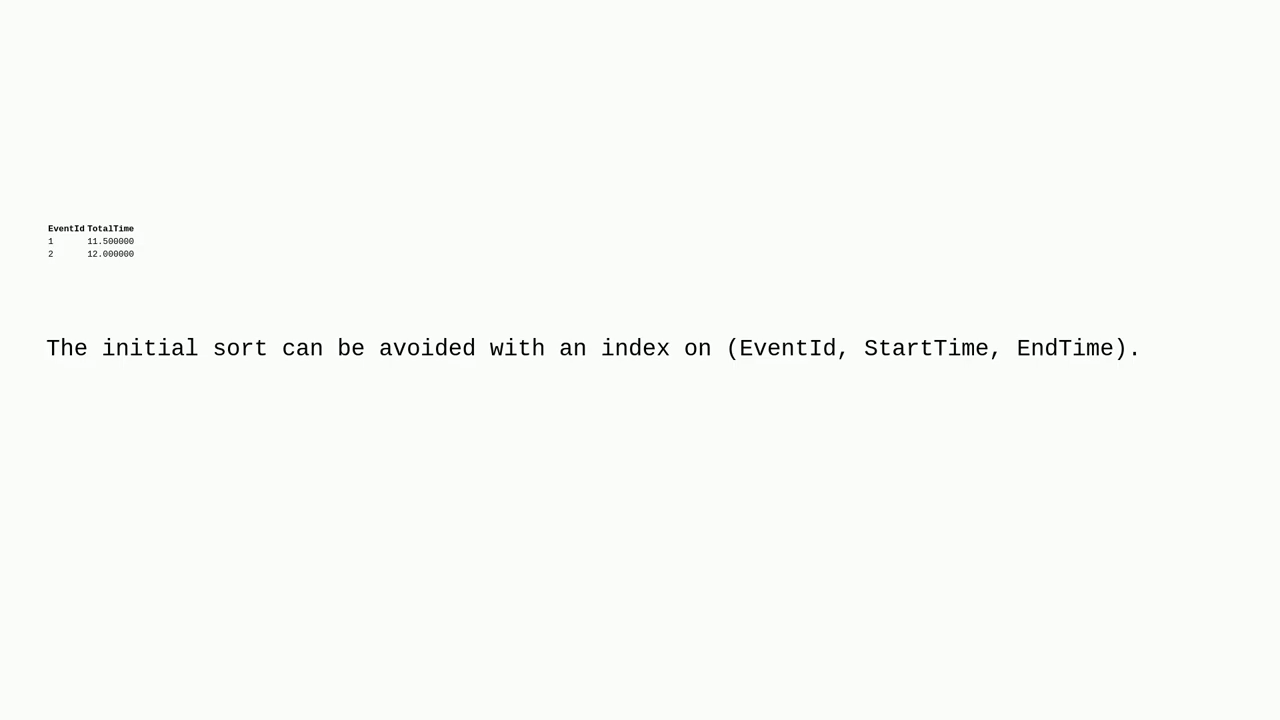 EventId TotalTime
1 11.500000
2 12.000000
The initial sort can be avoided with an index on (EventId, StartTime, EndTime).